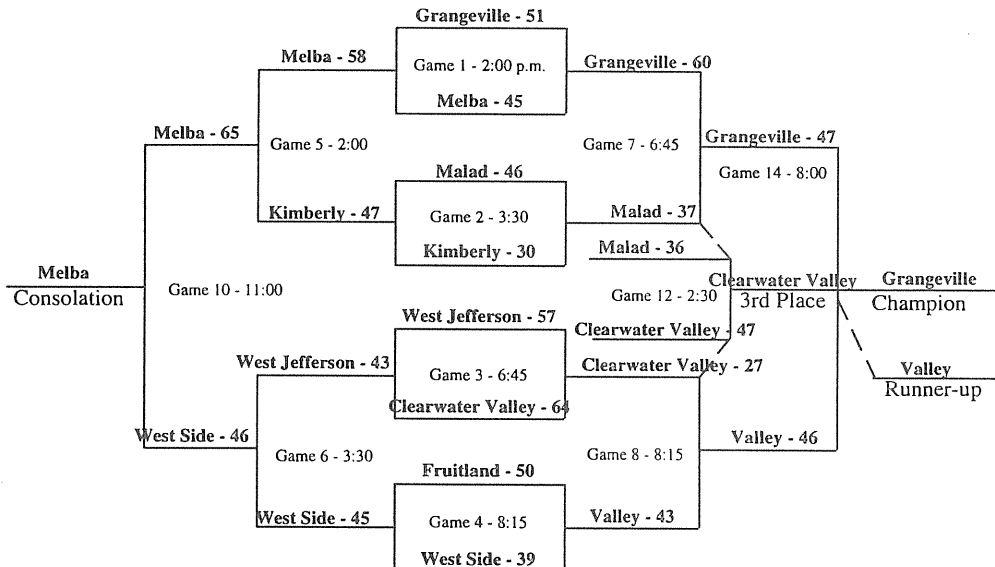 Grangeville - 51
Melba - 58
Game 1 - 2:00 p.m.
Grangeville - 60
Melba - 45
Melba - 65
Game 5 - 2:00
Game 7 - 6:45
Grangeville - 47
Malad - 46
Game 14 - 8:00
Kimberly - 47
Game 2 - 3:30
Malad - 37
Kimberly - 30
Malad - 36
Melba
Consolation
Game 10 - 11:00
Clearwater Valley
3rd Place
Grangeville
Champion
Game 12 - 2:30
West Jefferson - 57
Clearwater Valley - 47
West Jefferson - 43
Game 3 - 6:45
Clearwater Valley - 27
Valley
Runner-up
Clearwater Valley - 64
West Side - 46
Game 6 - 3:30
Game 8 - 8:15
Valley - 46
Fruitland - 50
West Side - 45
Game 4 - 8:15
Valley - 43
West Side - 39